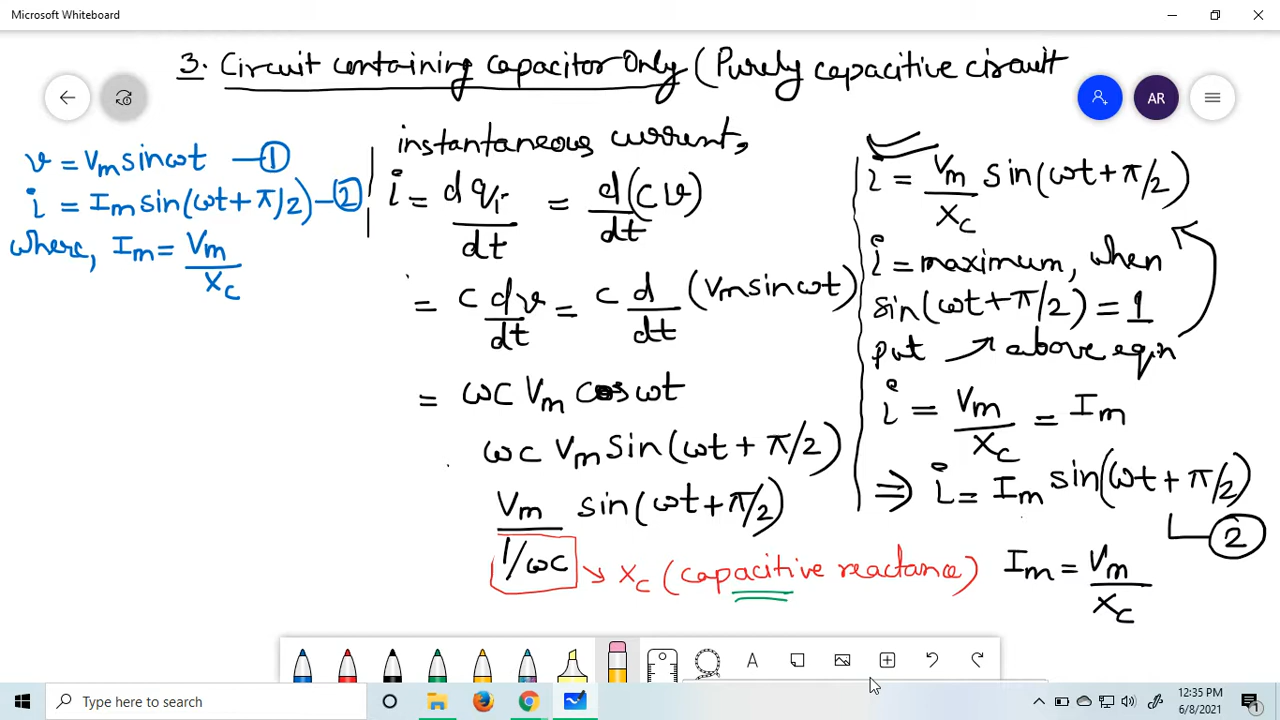 Microsoft Whiteboard
3. Circuit containing capacitor Only (Purely capacitive circuit
AR
v = Vm sinωt —①
i = Im sin(ωt + π/2) —②
where, Im = Vm/Xc
instantaneous current,
i = dq/dt = d/dt (cv)
= c dv/dt = c d/dt (Vm sinωt)
= ωc Vm cos ωt
ωc Vm Sin(ωt + π/2)
Vm/(1/ωc) sin(ωt + π/2)
→ Xc (capacitive reactance)
i = Vm/Xc sin(ωt + π/2)
i = maximum, when
sin(ωt + π/2) = 1
put ↗ above eqn
i = Vm/Xc = Im
⇒ i = Im sin(ωt + π/2)
②
Im = Vm/Xc
A
Type here to search
12:35 PM
6/8/2021
1